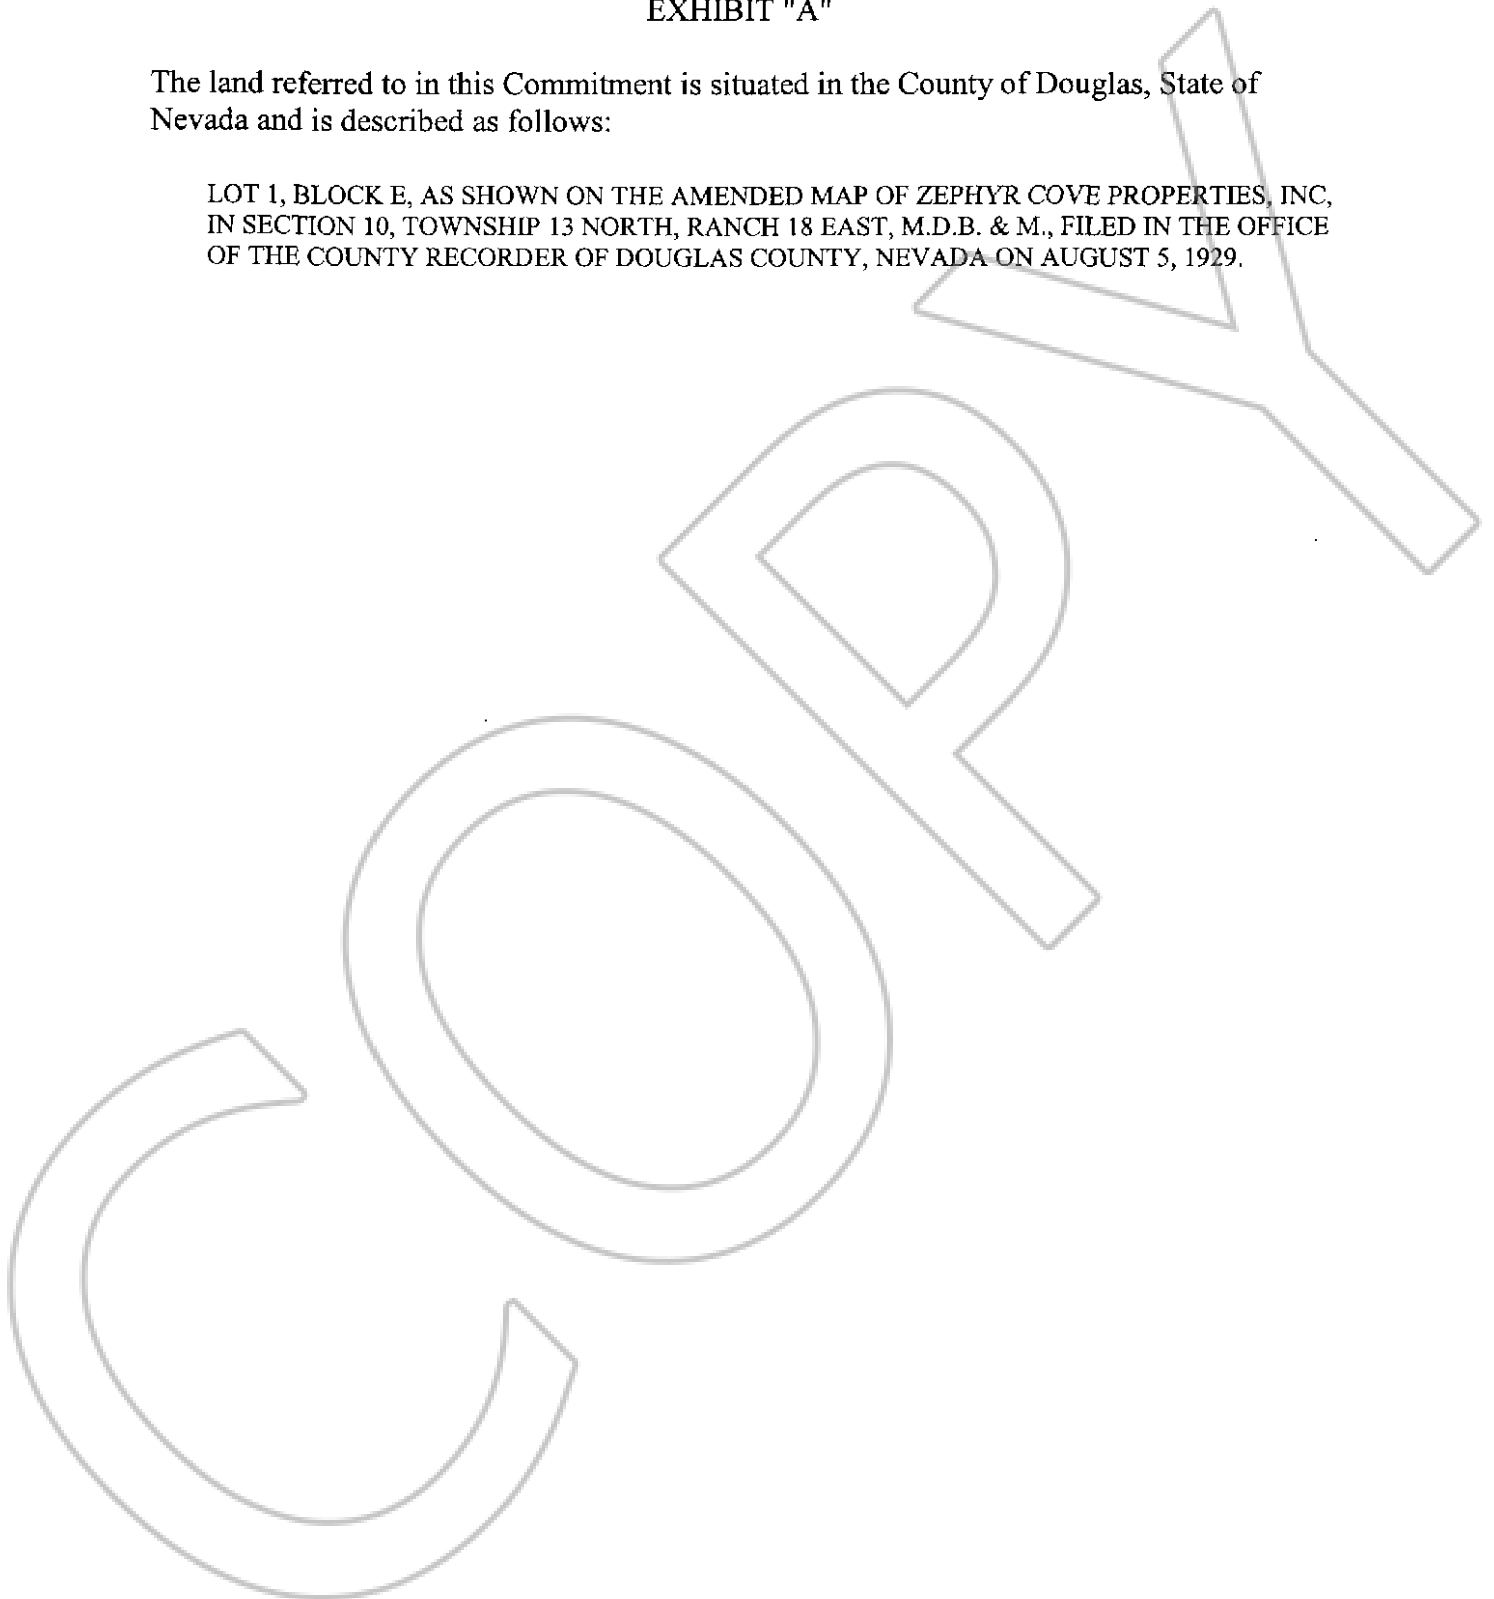 EXHIBIT "A"
The land referred to in this Commitment is situated in the County of Douglas, State of
Nevada and is described as follows:
LOT 1, BLOCK E, AS SHOWN ON THE AMENDED MAP OF ZEPHYR COVE PROPERTIES, INC,
IN SECTION 10, TOWNSHIP 13 NORTH, RANCH 18 EAST, M.D.B. & M., FILED IN THE OFFICE
OF THE COUNTY RECORDER OF DOUGLAS COUNTY, NEVADA ON AUGUST 5, 1929.
COPY